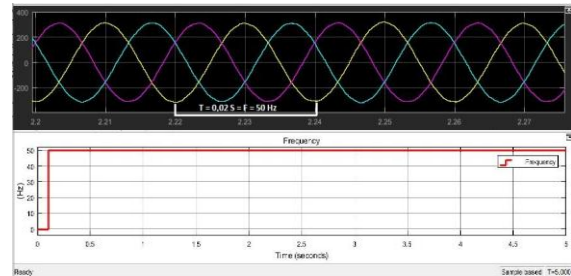 400
200
0
-200
T = 0,02 S = F = 50 Hz
2.2 2.21 2.22 2.23 2.24 2.25 2.26 2.27
Frequency
50
40
30
20
10
0
(Hz)
Frequency
0 0.5 1 1.5 2 2.5 3 3.5 4 4.5 5
Time (seconds)
Ready
Sample based T=5.000